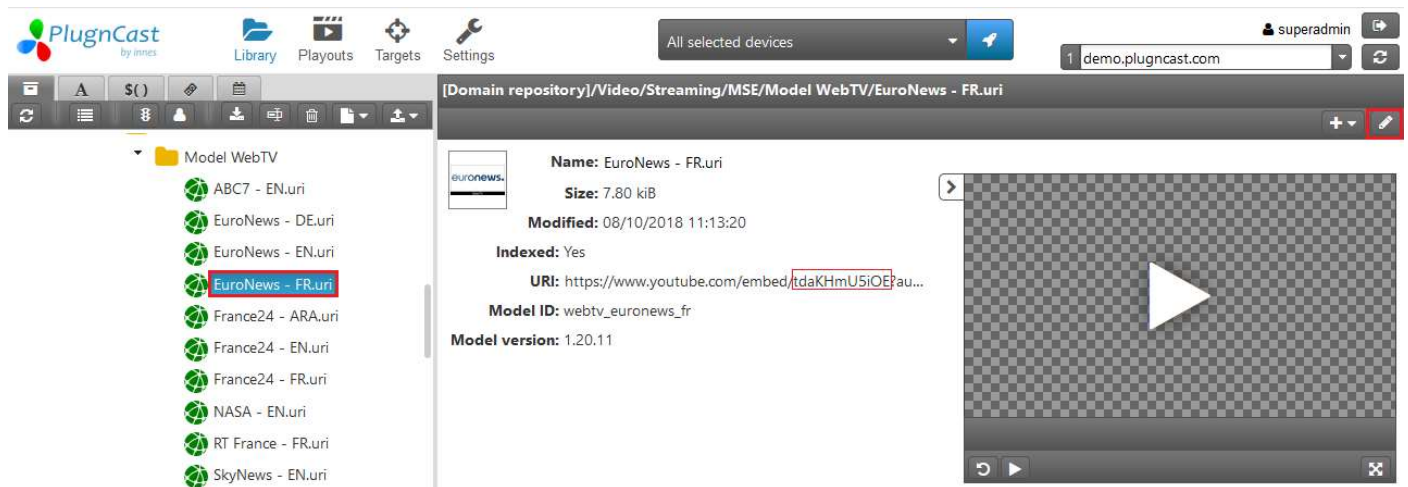 PlugnCast
by innes
Library
Playouts
Targets
Settings
All selected devices
superadmin
1 demo.plugncast.com
A $()
[Domain repository]/Video/Streaming/MSE/Model WebTV/EuroNews - FR.uri
Model WebTV
ABC7 - EN.uri
EuroNews - DE.uri
EuroNews - EN.uri
EuroNews - FR.uri
France24 - ARA.uri
France24 - EN.uri
France24 - FR.uri
NASA - EN.uri
RT France - FR.uri
SkyNews - EN.uri
euronews.
Name: EuroNews - FR.uri
Size: 7.80 kiB
Modified: 08/10/2018 11:13:20
Indexed: Yes
URI: https://www.youtube.com/embed/tdaKHmU5iOE?au...
Model ID: webtv_euronews_fr
Model version: 1.20.11